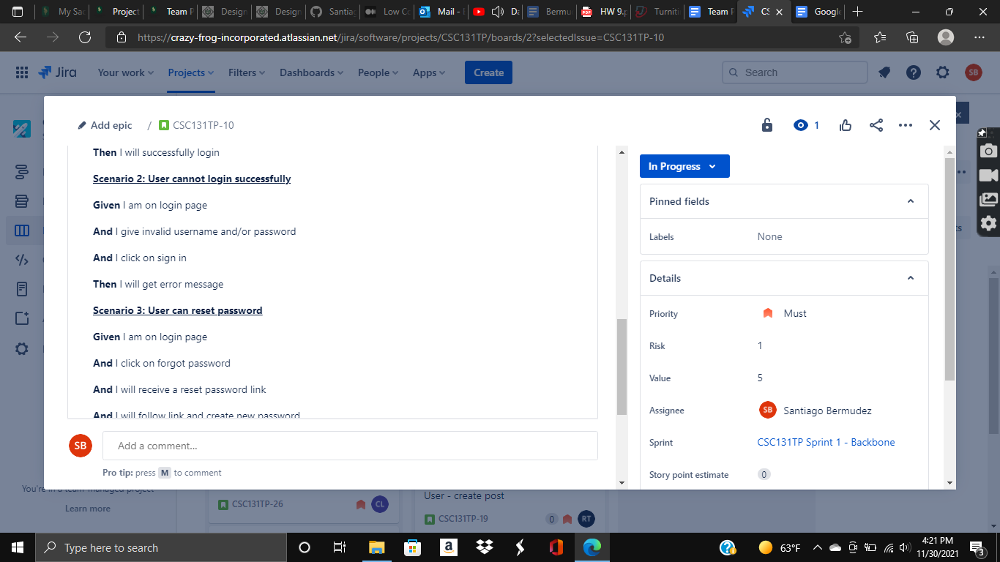 My Sac
Project
Team P
Design
Design
Santiag
Low Co
Mail -
Da
Bermu
HW 9.p
Turniti
Team P
CS
Google
https://crazy-frog-incorporated.atlassian.net/jira/software/projects/CSC131TP/boards/2?selectedIssue=CSC131TP-10
Jira
Your work
Projects
Filters
Dashboards
People
Apps
Create
Search
SB
Add epic / CSC131TP-10
1
Then I will successfully login
Scenario 2: User cannot login successfully
Given I am on login page
And I give invalid username and/or password
And I click on sign in
Then I will get error message
Scenario 3: User can reset password
Given I am on login page
And I click on forgot password
And I will receive a reset password link
And I will follow link and create new password
SB
Add a comment...
Pro tip: press M to comment
In Progress
Pinned fields
Labels None
Details
Priority Must
Risk 1
Value 5
Assignee SB Santiago Bermudez
Sprint CSC131TP Sprint 1 - Backbone
Story point estimate 0
You're in a team-managed project
Learn more
CSC131TP-26 CL
User - create post
CSC131TP-19 0 RT
Type here to search
63°F
4:21 PM
11/30/2021
3